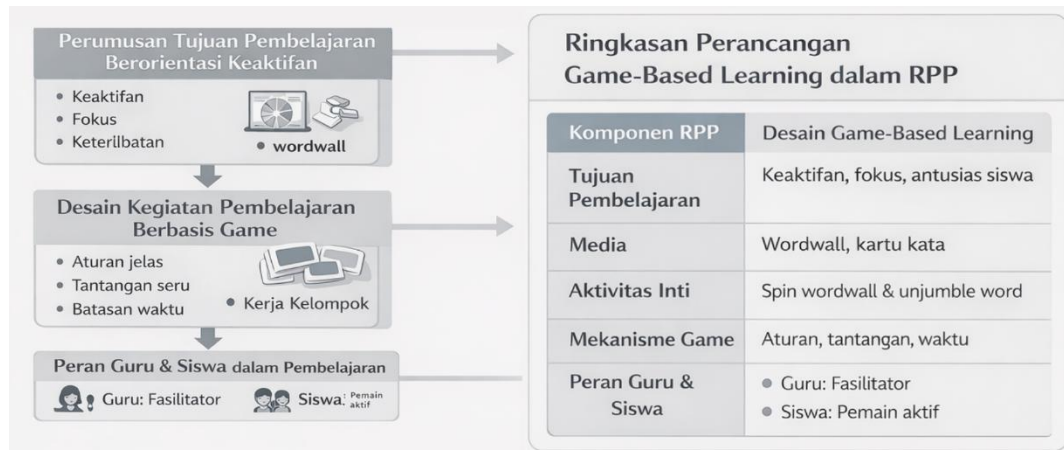 Perumusan Tujuan Pembelajaran
Berorientasi Keaktifan
• Keaktifan
• Fokus
• Keterilbatan
• wordwall
Desain Kegiatan Pembelajaran
Berbasis Game
• Aturan jelas
• Tantangan seru
• Batasan waktu
• Kerja Kelompok
Peran Guru & Siswa dalam Pembelajaran
Guru: Fasilitator
Siswa: Pemain
aktif
Ringkasan Perancangan
Game-Based Learning dalam RPP
Komponen RPP Desain Game-Based Learning
Tujuan
Pembelajaran
Keaktifan, fokus, antusias siswa
Media Wordwall, kartu kata
Aktivitas Inti Spin wordwall & unjumble word
Mekanisme Game Aturan, tantangan, waktu
Peran Guru &
Siswa
• Guru: Fasilitator
• Siswa: Pemain aktif